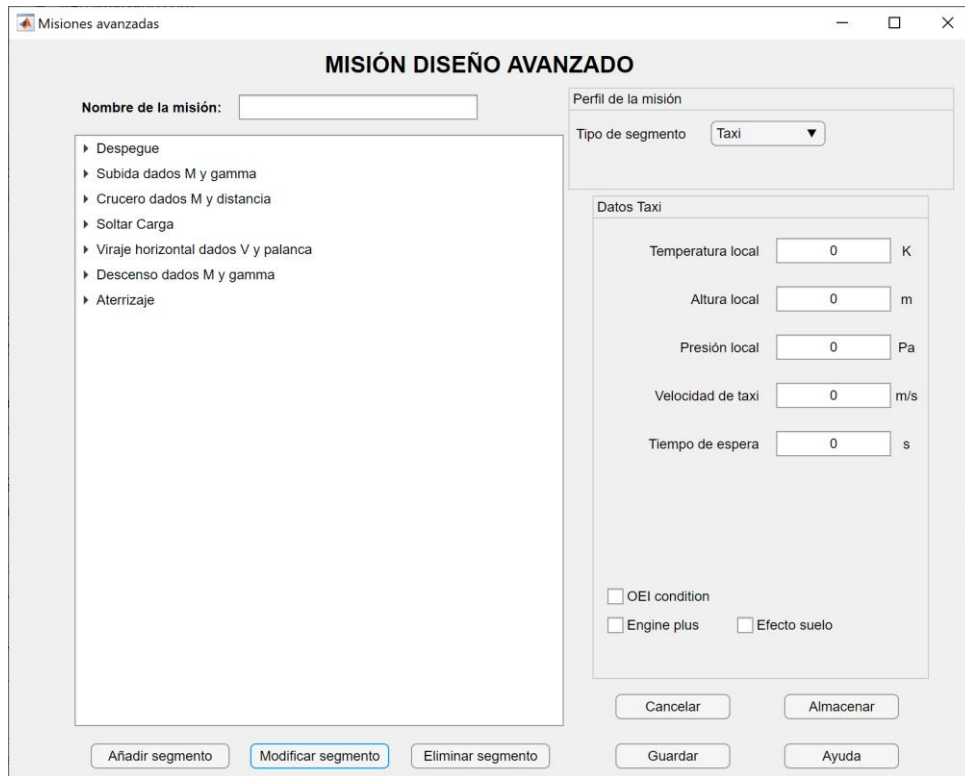 Misiones avanzadas
MISIÓN DISEÑO AVANZADO
Nombre de la misión:
Despegue
Subida dados M y gamma
Crucero dados M y distancia
Soltar Carga
Viraje horizontal dados V y palanca
Descenso dados M y gamma
Aterrizaje
Añadir segmento
Modificar segmento
Eliminar segmento
Perfil de la misión
Tipo de segmento Taxi
Datos Taxi
Temperatura local 0 K
Altura local 0 m
Presión local 0 Pa
Velocidad de taxi 0 m/s
Tiempo de espera 0 s
OEI condition
Engine plus Efecto suelo
Cancelar Almacenar
Guardar Ayuda